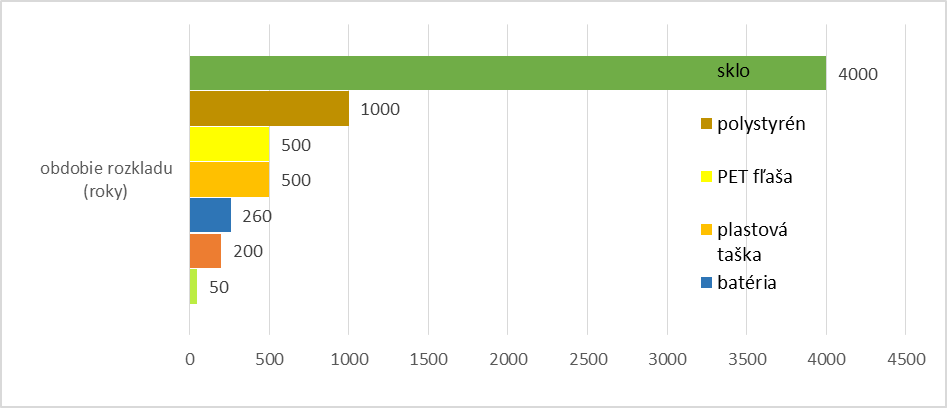 sklo
4000
1000
polystyrén
500
obdobie rozkladu
(roky)
500
PET fľaša
260
plastová
taška
200
batéria
50
0 500 1000 1500 2000 2500 3000 3500 4000 4500